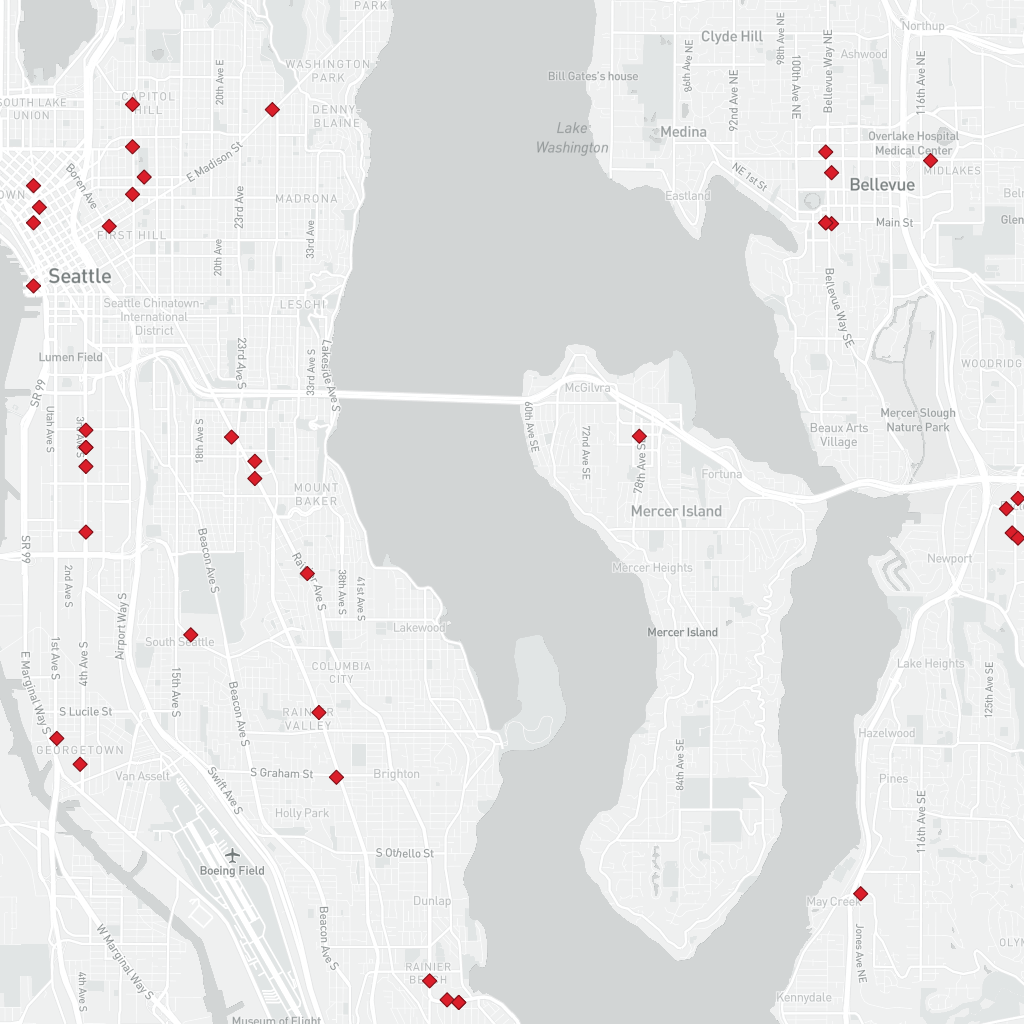 PARK
Northup
Clyde Hill
98th Ave NE
Bellevue Way NE
Ashwood
86th Ave NE
100th Ave NE
116th Ave NE
WASHINGTON
PARK
20th Ave E
Bill Gates's house
92nd Ave NE
CAPITOL
HILL
SOUTH LAKE
UNION
DENNY-
BLAINE
Lake
Washington
Medina
Overlake Hospital
Medical Center
E Madison St
Boren Ave
NE 1st St
MIDLAKES
Bellevue
OWN
23rd Ave
MADRONA
Eastland
Main St
Glen
FIRST HILL
20th Ave
33rd Ave
Seattle
Seattle Chinatown-
International
District
LESCHI
Bellevue Way SE
Lumen Field
23rd Ave S
33rd Ave S
Lakeside Ave S
WOODRIDG
McGilvra
SR 99
Utah Ave S
3rd Ave S
18th Ave S
60th Ave SE
72nd Ave SE
78th Ave SE
Beaux Arts
Village
Mercer Slough
Nature Park
Fortuna
MOUNT
BAKER
Mercer Island
SR 99
2nd Ave S
Beacon Ave S
Rainier Ave S
38th Ave S
41st Ave S
Mercer Heights
Newport
Airport Way S
Lakewood
Mercer Island
South Seattle
1st Ave S
4th Ave S
E Marginal Way S
15th Ave S
COLUMBIA
CITY
Lake Heights
125th Ave SE
Beacon Ave S
S Lucile St
RAINIER
VALLEY
GEORGETOWN
Hazelwood
84th Ave SE
Van Asselt
S Graham St
Brighton
Pines
Swift Ave S
Holly Park
116th Ave SE
S Othello St
Boeing Field
Dunlap
May Creek
Beacon Ave S
W Marginal Way S
Jones Ave NE
OLYM
RAINIER
BEACH
4th Ave S
Kennydale
Museum of Flight